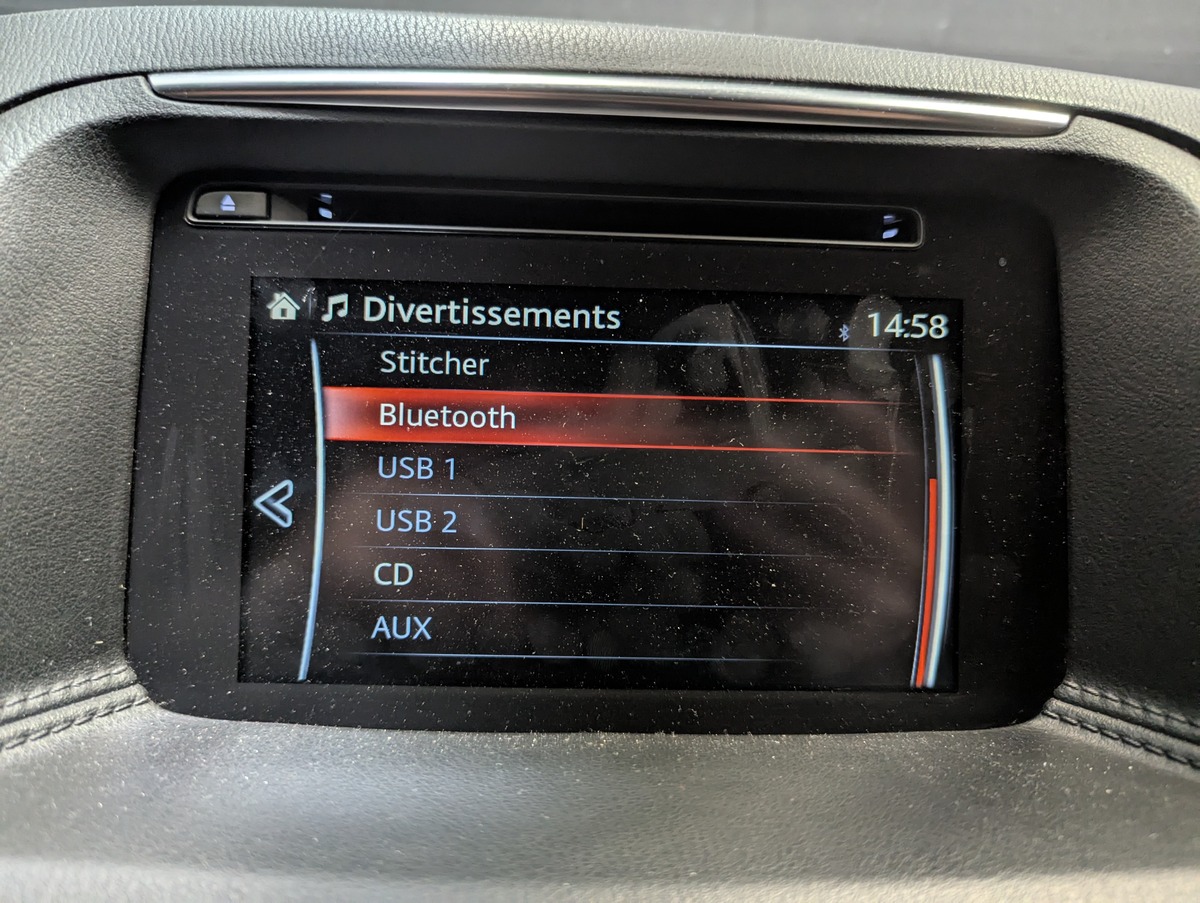 Divertissements
14:58
Stitcher
Bluetooth
USB 1
USB 2
CD
AUX